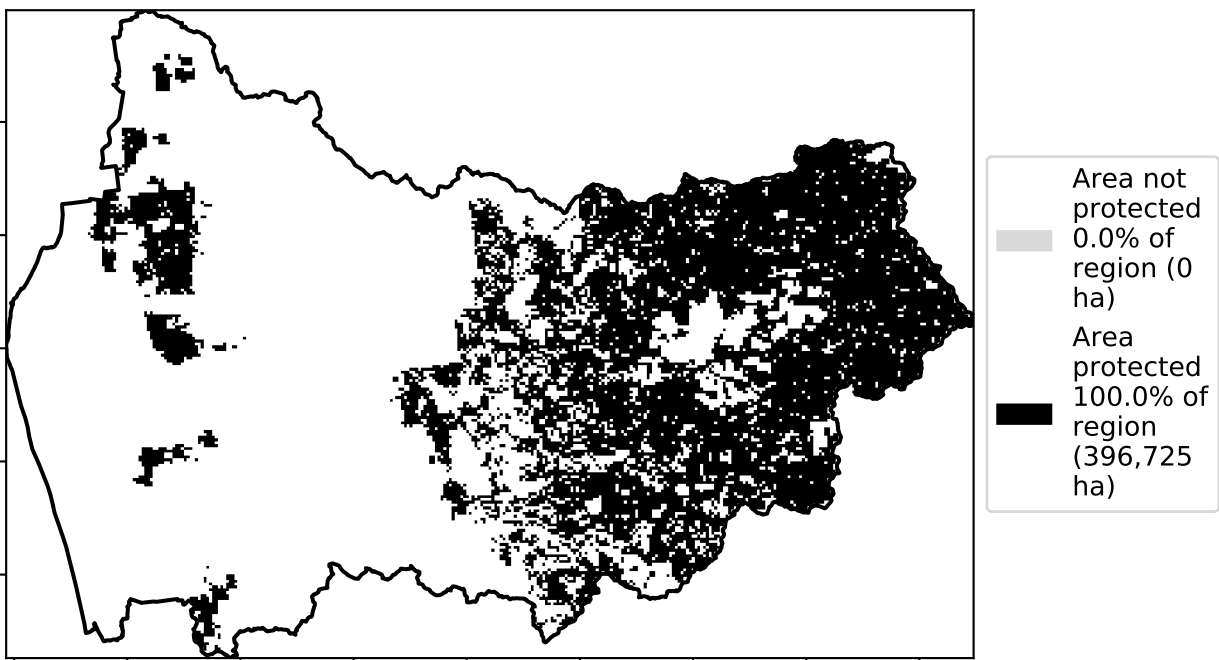 Area not
protected
0.0% of
region (0
ha)
Area
protected
100.0% of
region
(396,725
ha)